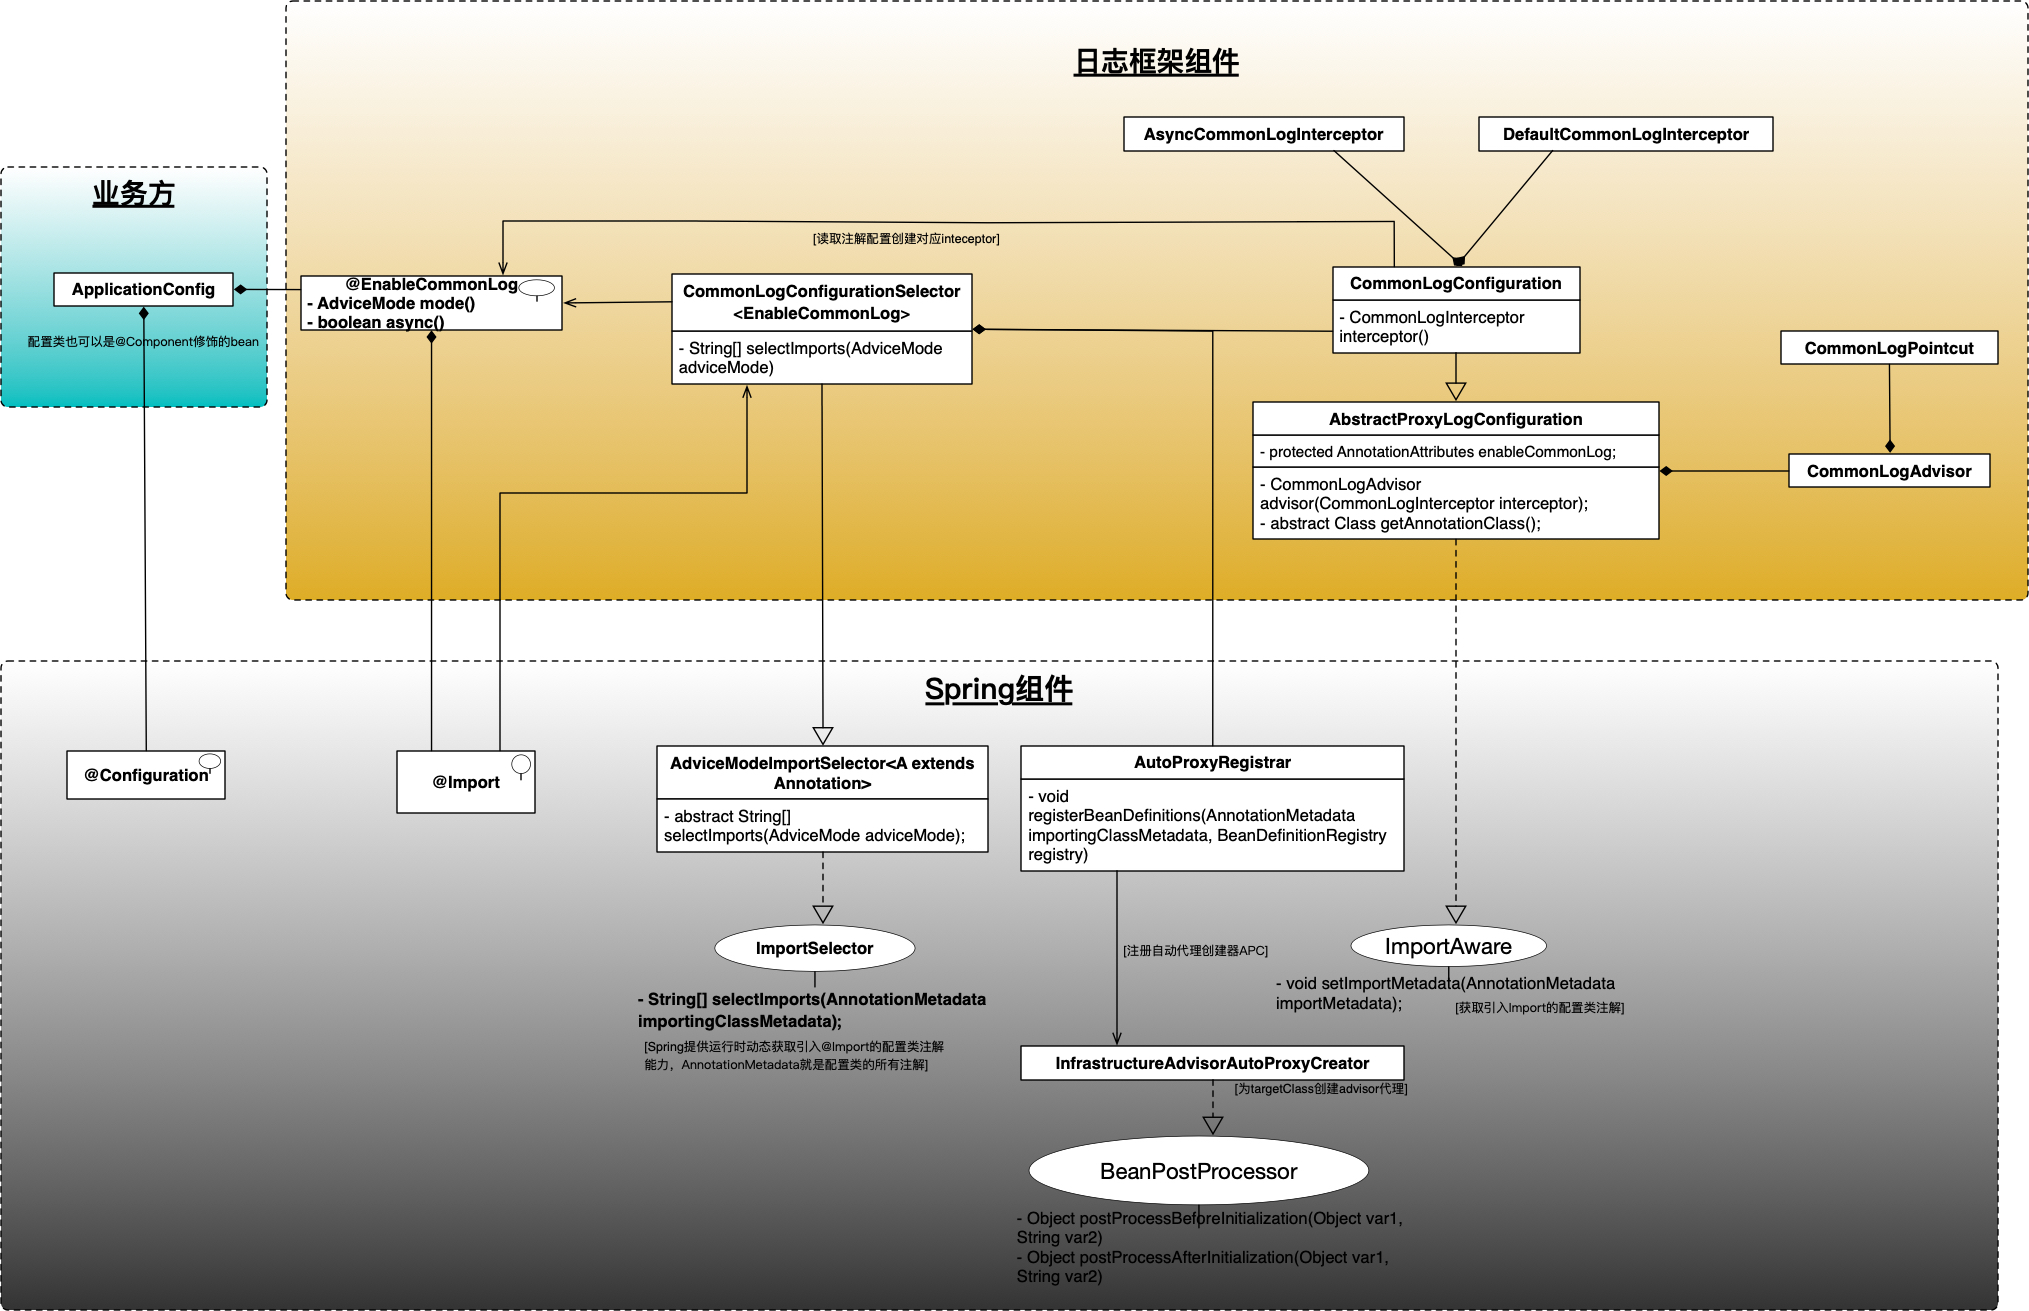 日志框架组件
AsyncCommonLogInterceptor
DefaultCommonLogInterceptor
业务方
[读取注解配置创建对应inteceptor]
ApplicationConfig
配置类也可以是@Component修饰的bean
@EnableCommonLog
- AdviceMode mode()
- boolean async()
CommonLogConfigurationSelector
<EnableCommonLog>
- String[] selectImports(AdviceMode
adviceMode)
CommonLogConfiguration
- CommonLogInterceptor
interceptor()
CommonLogPointcut
AbstractProxyLogConfiguration
- protected AnnotationAttributes enableCommonLog;
- CommonLogAdvisor
advisor(CommonLogInterceptor interceptor);
- abstract Class getAnnotationClass();
CommonLogAdvisor
Spring组件
@Configuration
@Import
AdviceModeImportSelector<A extends
Annotation>
- abstract String[]
selectImports(AdviceMode adviceMode);
AutoProxyRegistrar
- void
registerBeanDefinitions(AnnotationMetadata
importingClassMetadata, BeanDefinitionRegistry
registry)
ImportSelector
- String[] selectImports(AnnotationMetadata
importingClassMetadata);
[Spring提供运行时动态获取引入@Import的配置类注解
能力，AnnotationMetadata就是配置类的所有注解]
[注册自动代理创建器APC]
ImportAware
- void setImportMetadata(AnnotationMetadata
importMetadata);
[获取引入Import的配置类注解]
InfrastructureAdvisorAutoProxyCreator
[为targetClass创建advisor代理]
BeanPostProcessor
- Object postProcessBeforeInitialization(Object var1,
String var2)
- Object postProcessAfterInitialization(Object var1,
String var2)